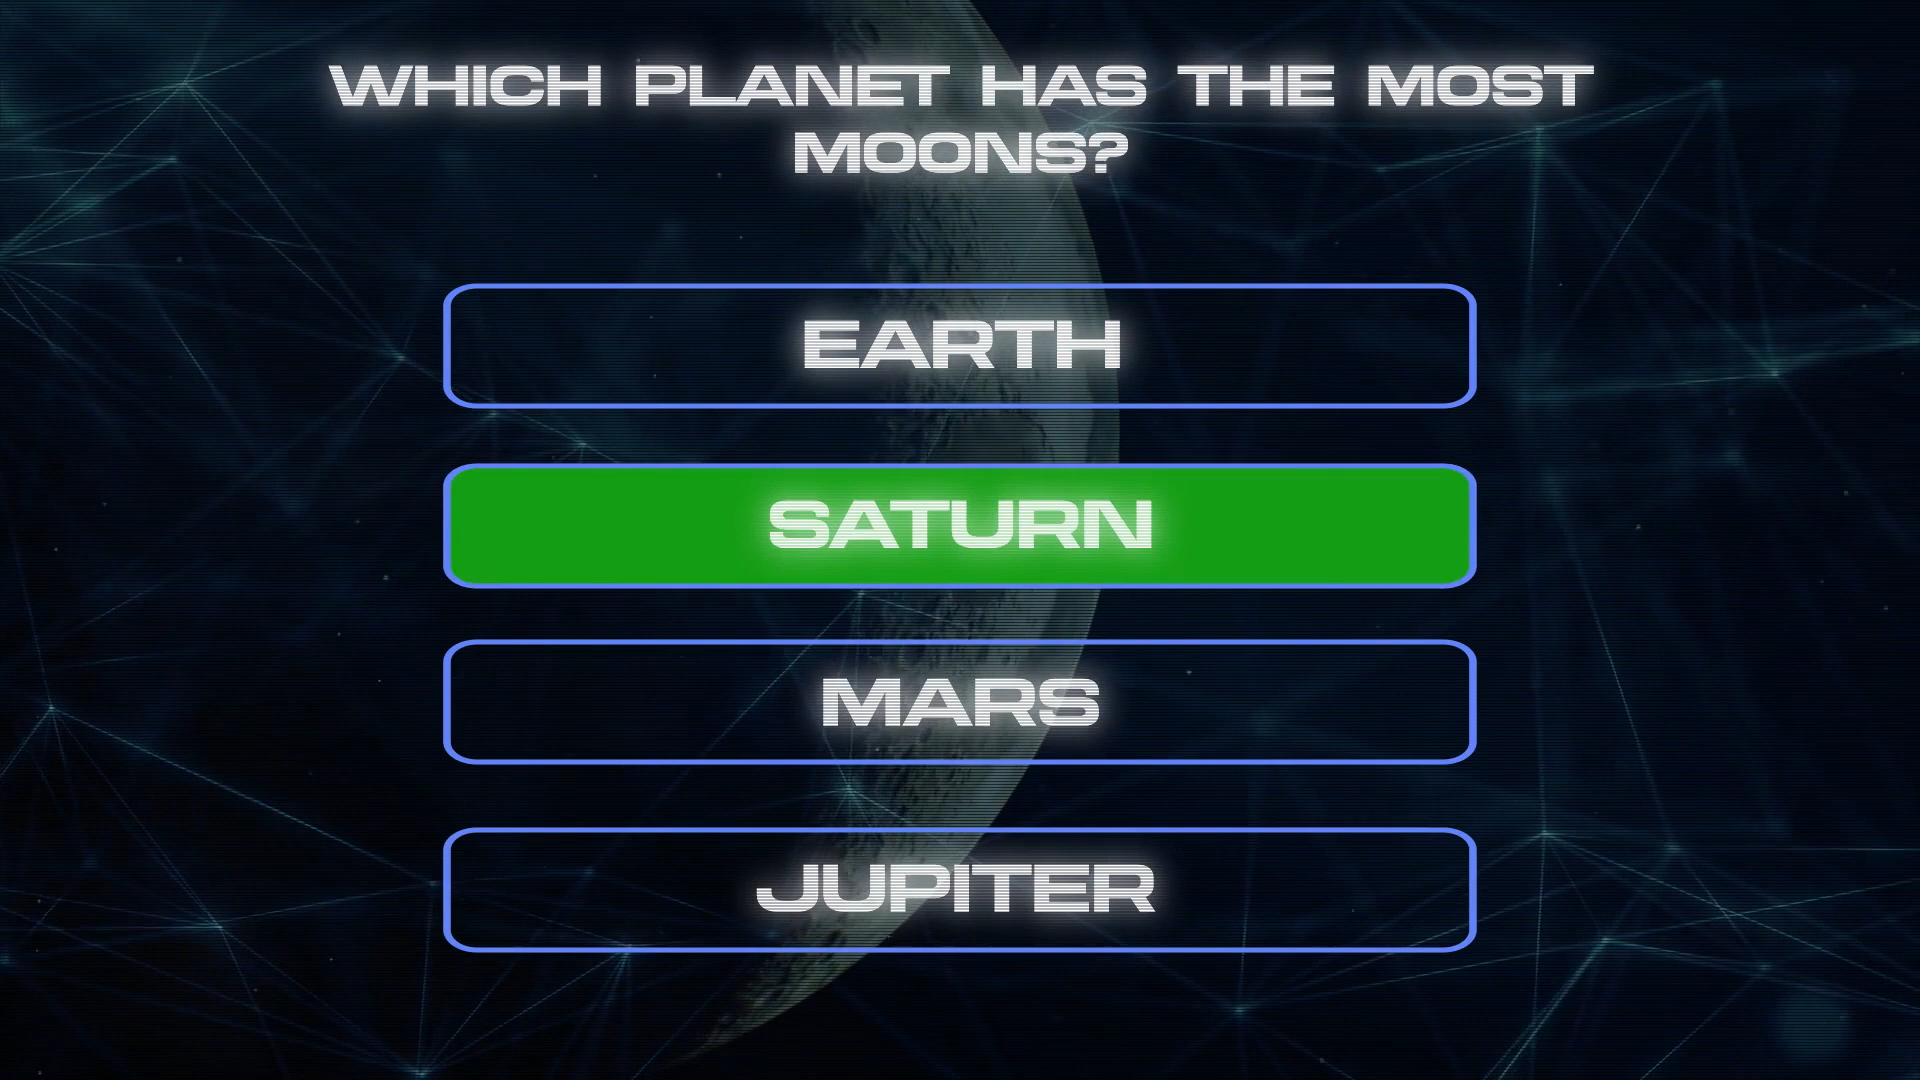 WHICH PLANET HAS THE MOST
MOONS?
EARTH
SATURN
MARS
JUPITER